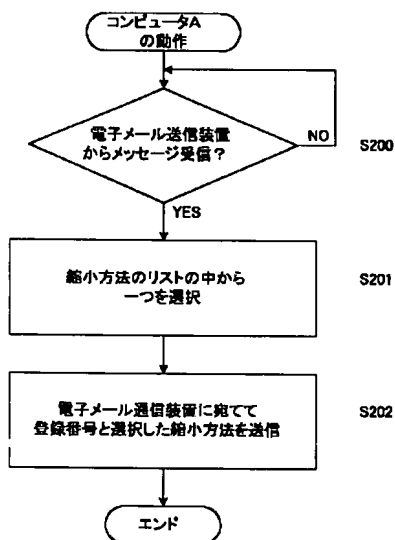 コンピュータA
の動作
電子メール送信装置
からメッセージ受信？
NO
S200
YES
縮小方法のリストの中から
一つを選択
S201
電子メール通信装置に宛てて
登録番号と選択した縮小方法を送信
S202
エンド